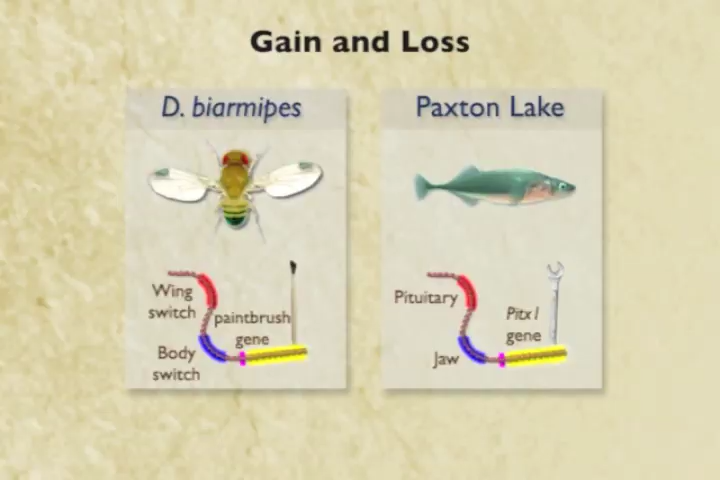 Gain and Loss
D. biarmipes
Wing
switch
paintbrush
gene
Body
switch
Paxton Lake
Pituitary
Pitx1
gene
Jaw